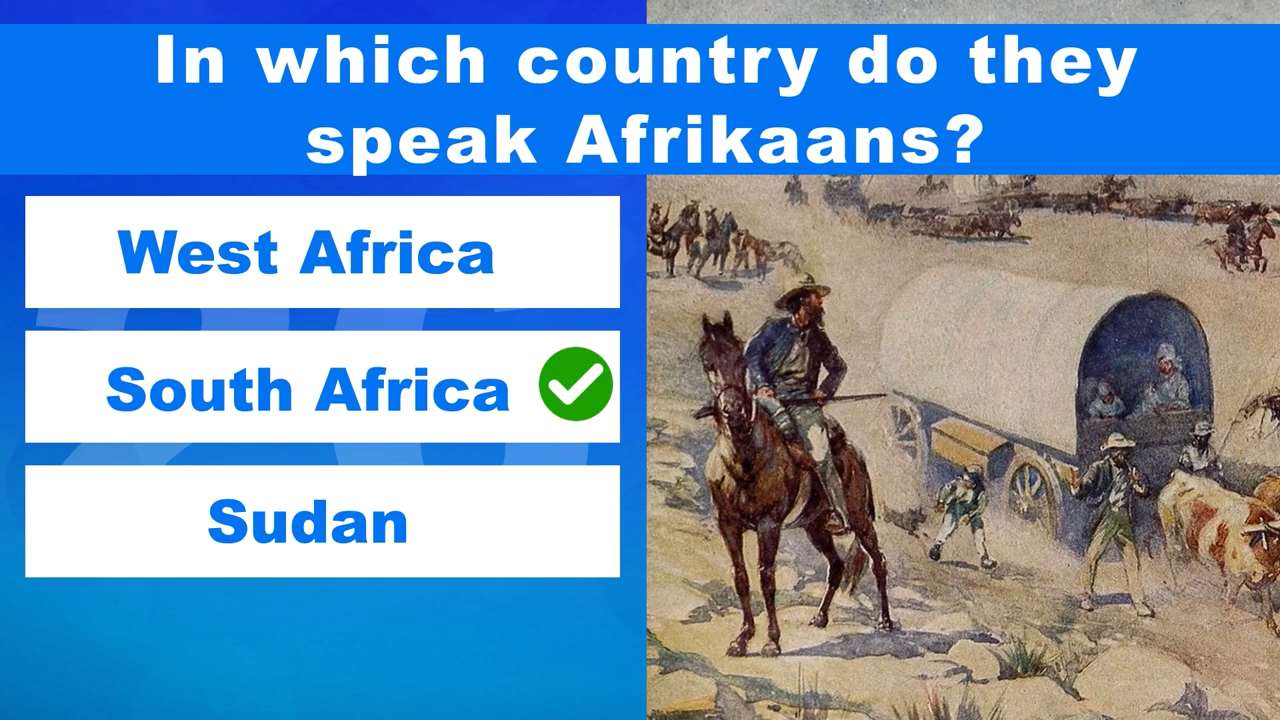 In which country do they
speak Afrikaans?
West Africa
South Africa
Sudan